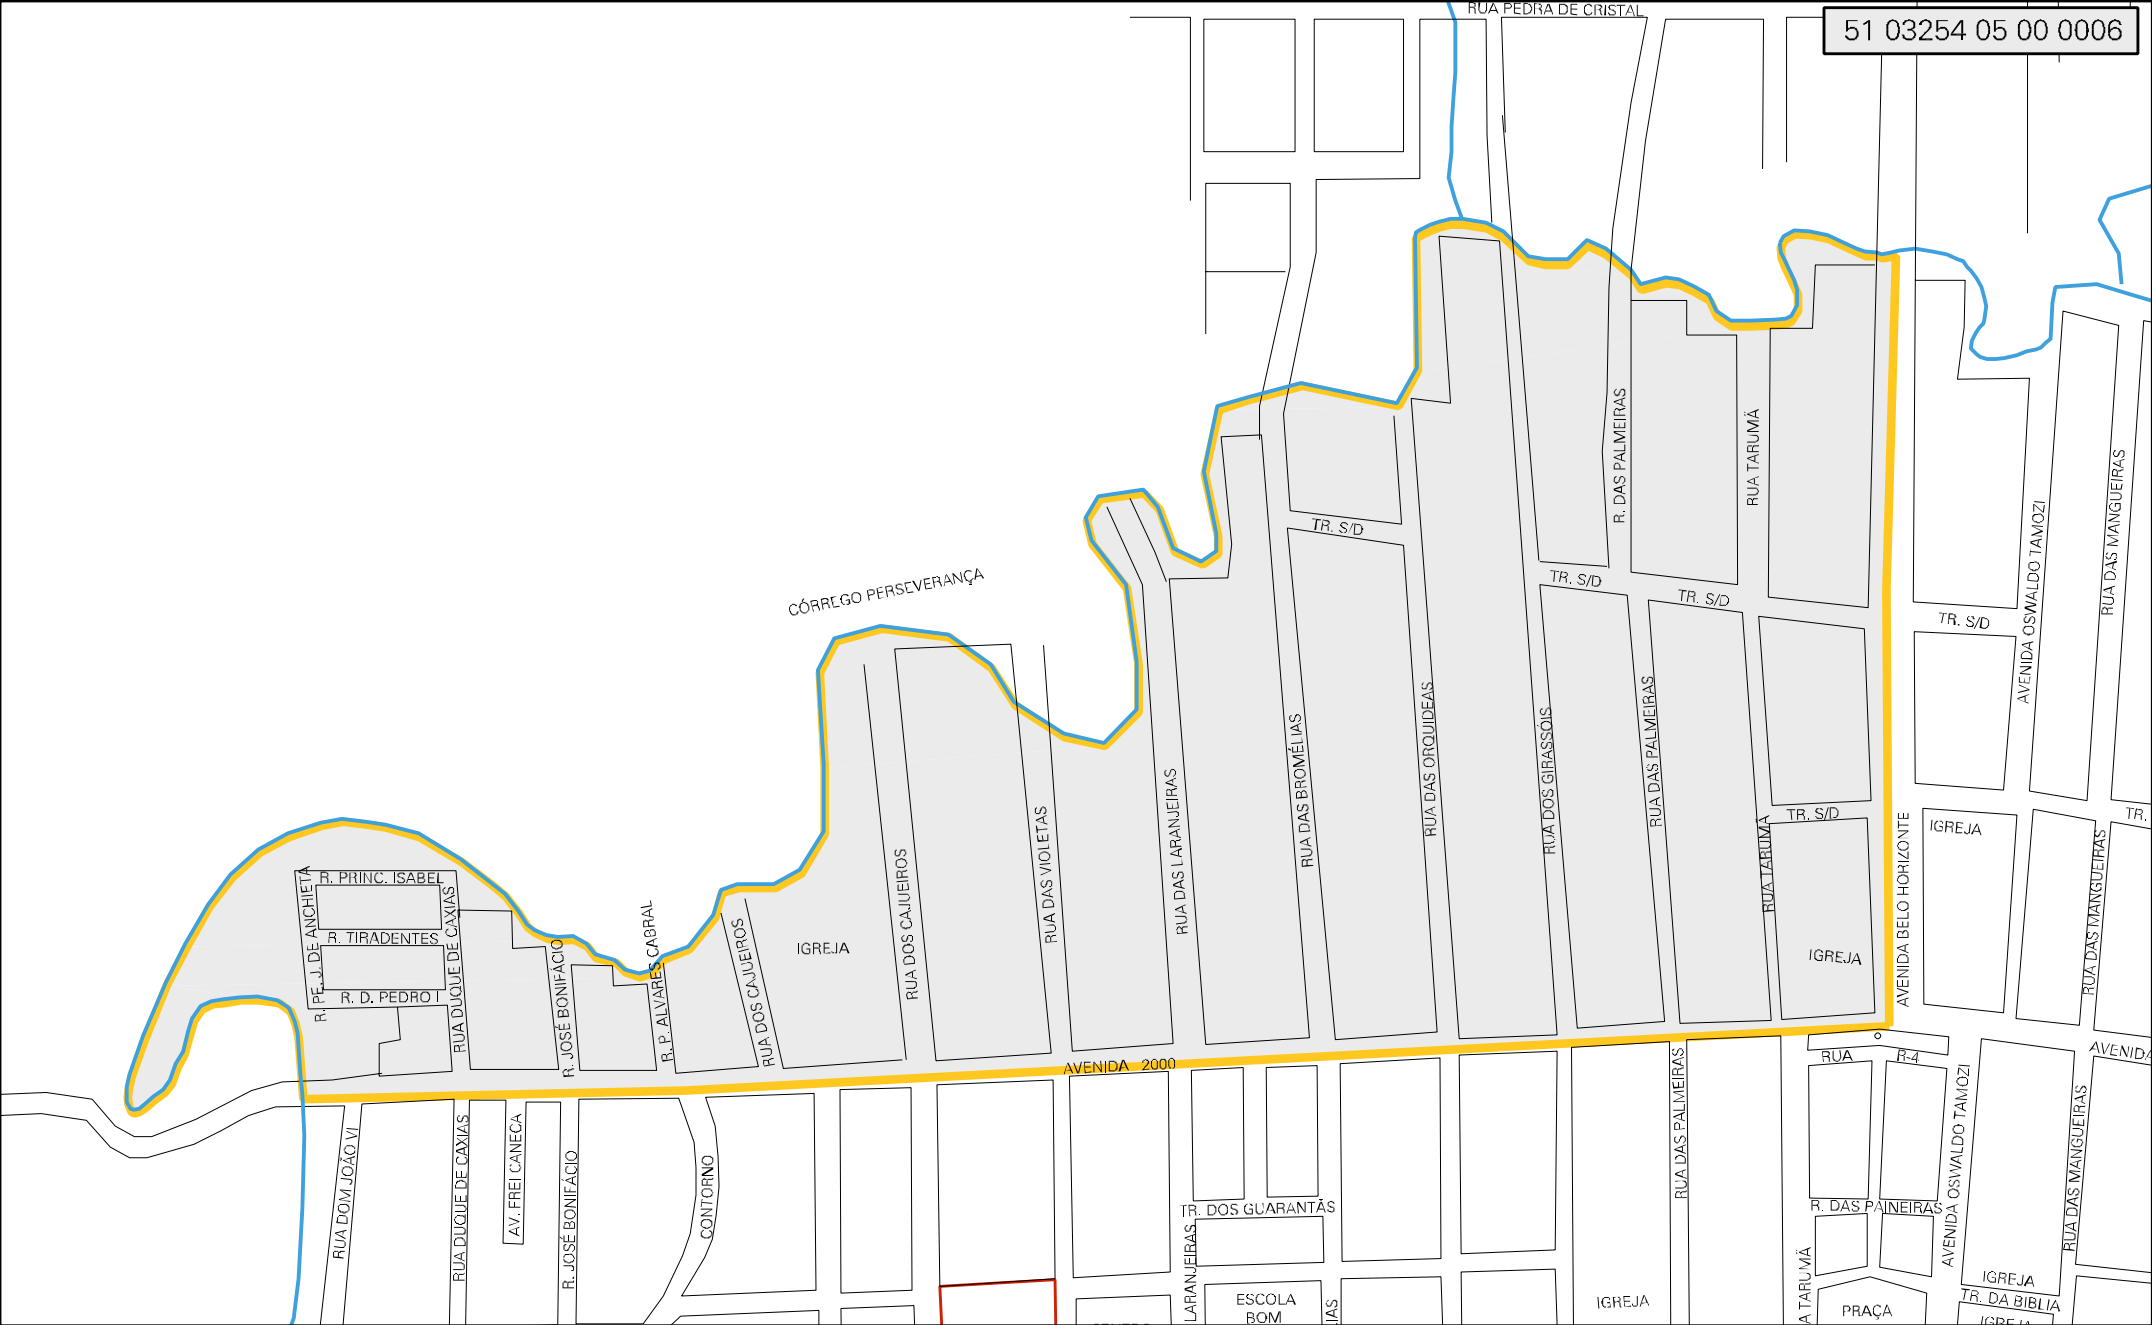 RUA PEDRA DE CRISTAL
51 03254 05 00 0006
R. DAS PALMEIRAS
RUA TARUMÃ
RUA DAS MANGUEIRAS
AVENIDA OSWALDO TAMOZI
TR. S/D
CÓRREGO PERSEVERANÇA
TR. S/D
TR. S/D
TR. S/D
RUA DAS ORQUIDEAS
RUA DOS GIRASSÓIS
RUA DAS PALMEIRAS
RUA DAS BROMÉLIAS
RUA DAS LARANJEIRAS
RUA DAS VIOLETAS
RUA DOS CAJUEIROS
TR. S/D
RUA TARUMÃ
AVENIDA BELO HORIZONTE
IGREJA
TR.
RUA DAS MANGUEIRAS
R. PRINC. ISABEL
R. PE. J. DE ANCHIETA
R. TIRADENTES
R. D. PEDRO I
RUA DUQUE DE CAXIAS
R. JOSÉ BONIFÁCIO
R. P. ALVARES CABRAL
RUA DOS CAJUEIROS
IGREJA
IGREJA
AVENIDA 2000
RUA R-4
AVENIDA
RUA DOM JOÃO VI
RUA DUQUE DE CAXIAS
AV. FREI CANECA
R. JOSÉ BONIFÁCIO
CONTORNO
RUA DAS PALMEIRAS
AVENIDA OSWALDO TAMOZI
RUA DAS MANGUEIRAS
TR. DOS GUARANTÃS
R. DAS PAINEIRAS
LARANJEIRAS
ESCOLA
BOM
IAS
IGREJA
A TARUMÃ
PRAÇA
IGREJA
TR. DA BIBLIA
IGREJA